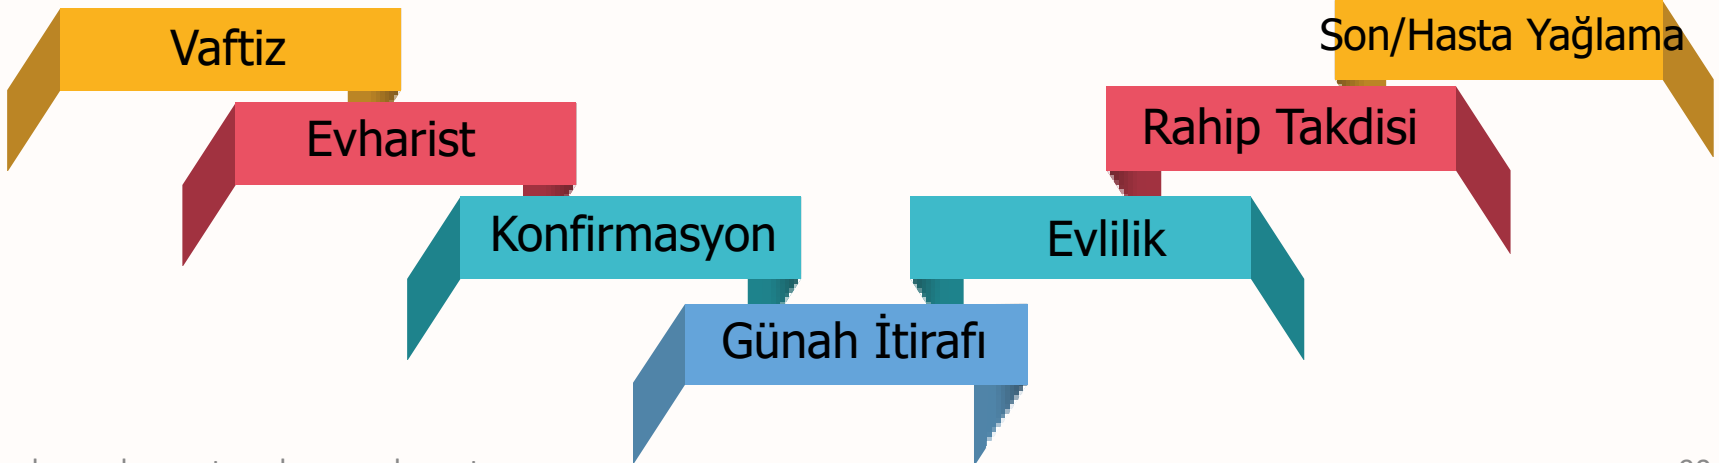 Vaftiz
Evharist
Konfirmasyon
Günah İtirafı
Evlilik
Rahip Takdisi
Son/Hasta Yağlama